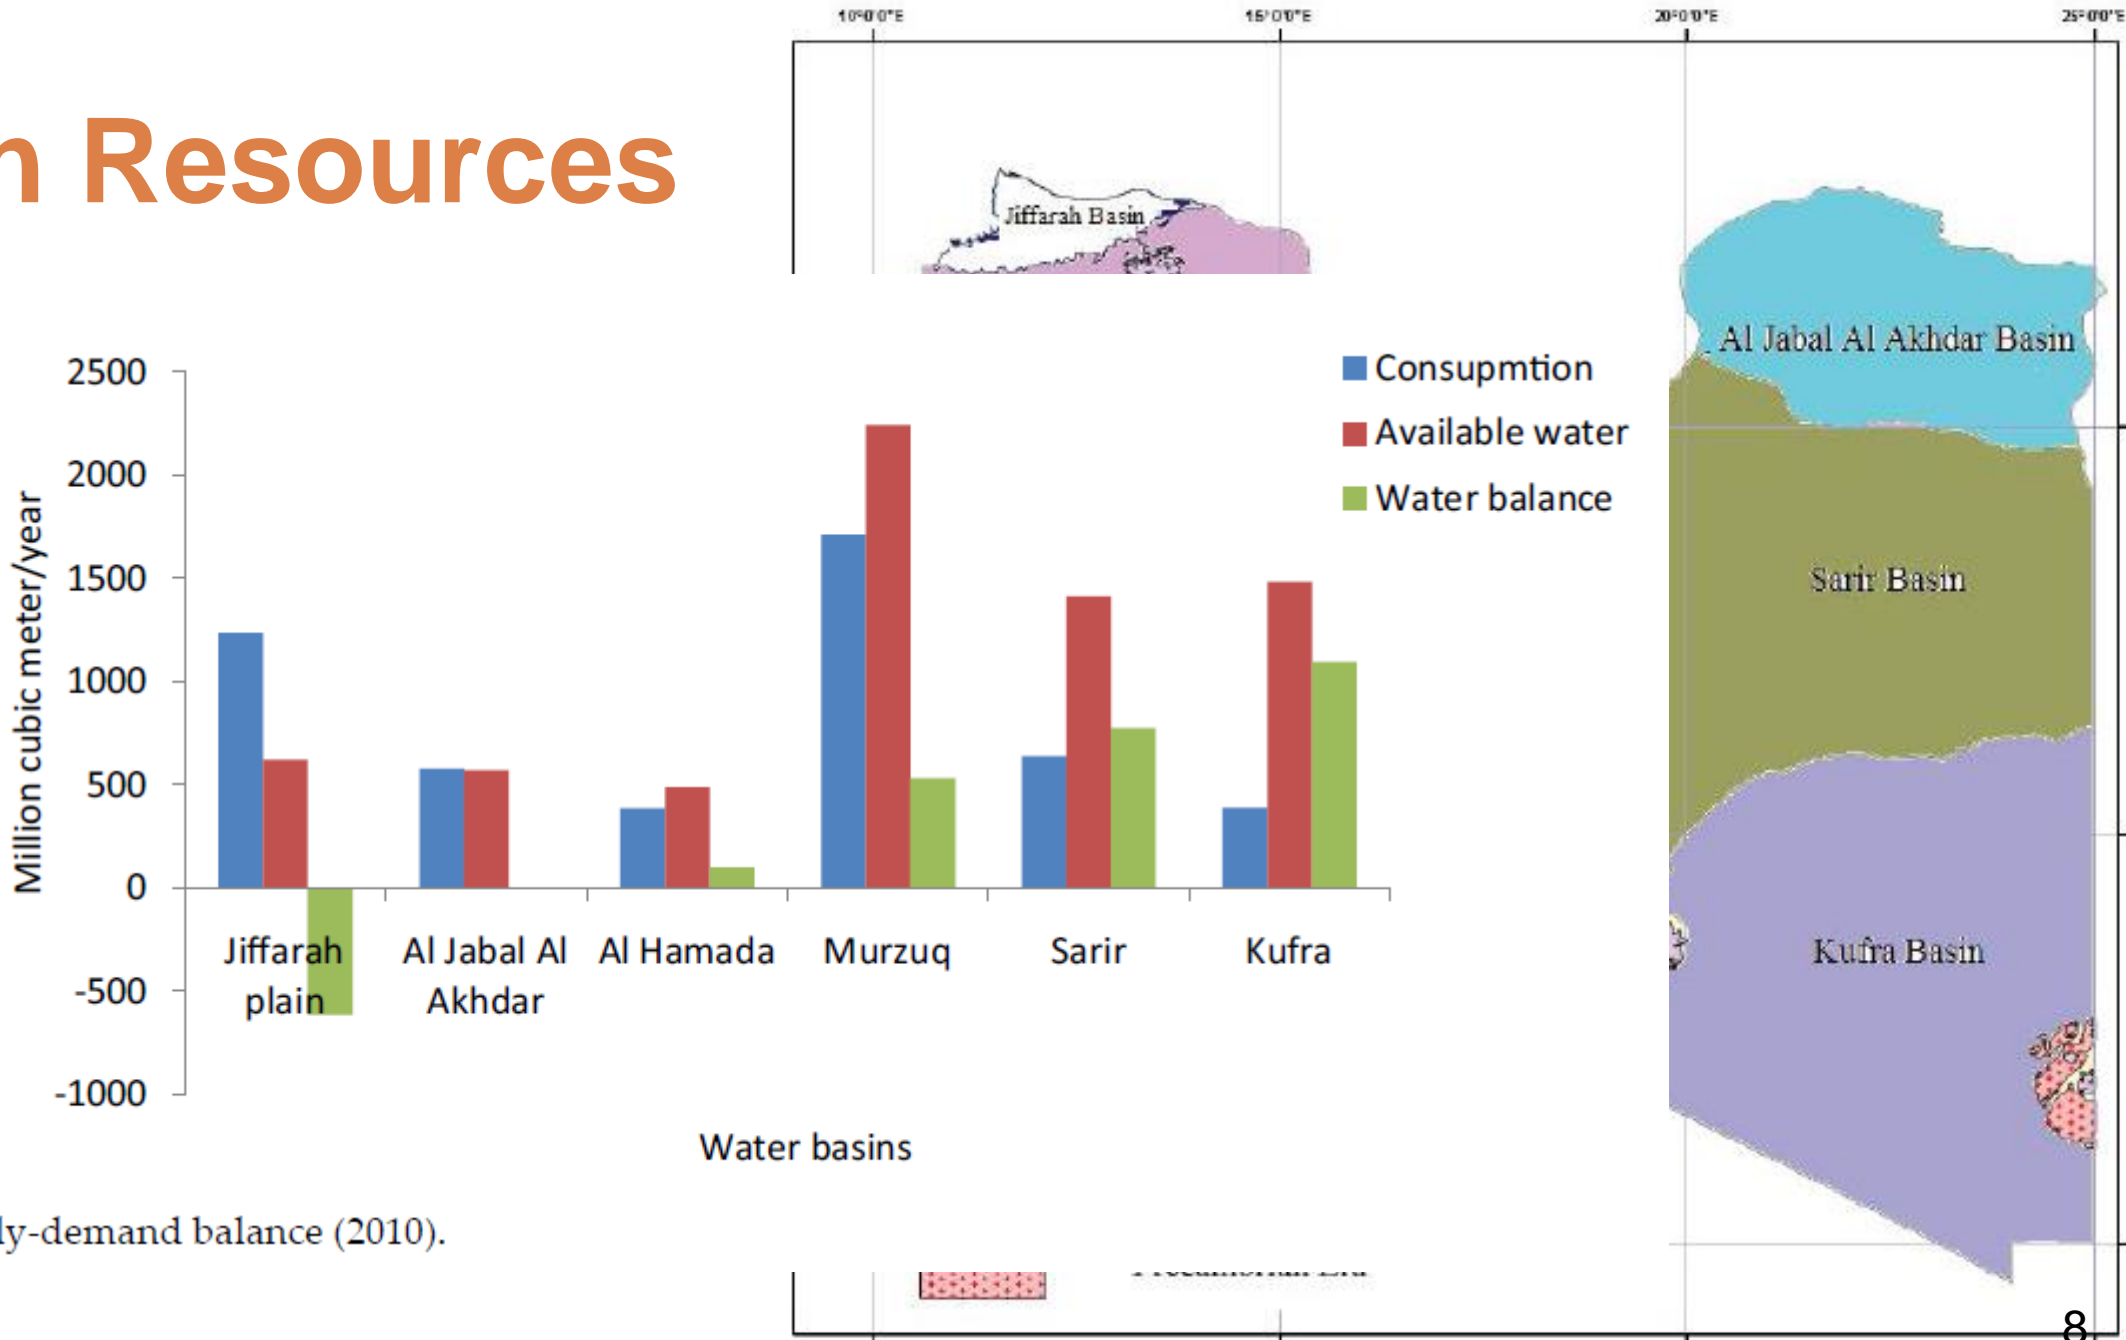 10°0'0"E 15°0'0"E 20°0'0"E 25°0'0"E
n Resources
Jiffarah Basin
Al Jabal Al Akhdar Basin
Sarir Basin
Kufra Basin
Consupmtion
Available water
Water balance
Million cubic meter/year
2500
2000
1500
1000
500
0
-500
-1000
Jiffarah
plain
Al Jabal Al
Akhdar
Al Hamada
Murzuq
Sarir
Kufra
Water basins
ly-demand balance (2010).
8